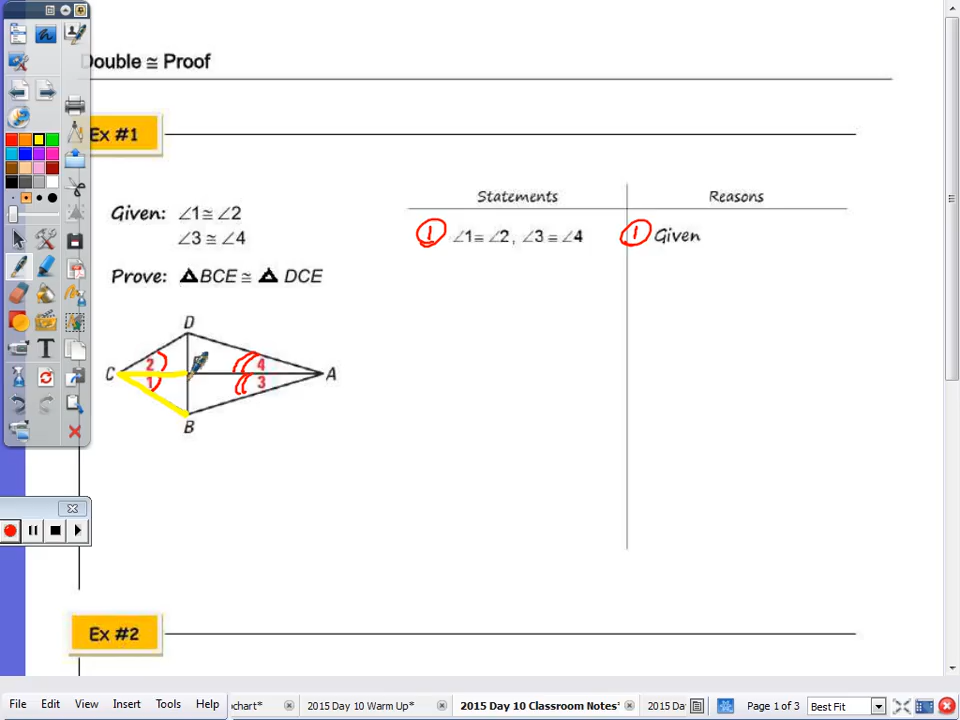 Double ≅ Proof
Ex #1
Statements Reasons
Given: ∠1 ≅ ∠2
∠3 ≅ ∠4
1 ∠1 ≅ ∠2, ∠3 ≅ ∠4 1 Given
Prove: △BCE ≅ △ DCE
D
2 4
C A
1 3
B
Ex #2
File Edit View Insert Tools Help
chart* 2015 Day 10 Warm Up* 2015 Day 10 Classroom Notes* 2015 Da
Page 1 of 3 Best Fit